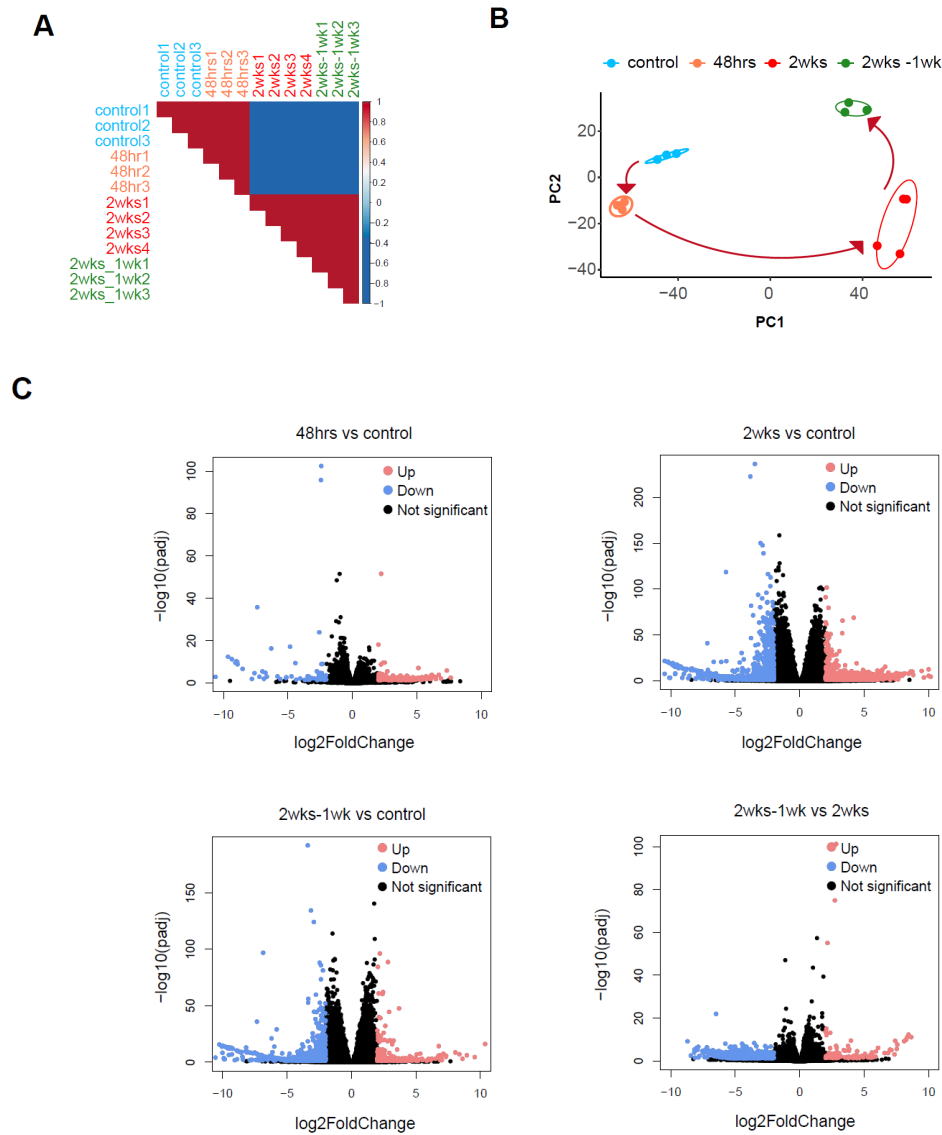 A
control1
control2
control3
48hrs1
48hrs2
48hrs3
2wks1
2wks2
2wks3
2wks4
2wks-1wk1
2wks-1wk2
2wks-1wk3
control1
control2
control3
48hr1
48hr2
48hr3
2wks1
2wks2
2wks3
2wks4
2wks_1wk1
2wks_1wk2
2wks_1wk3
1
0.8
0.6
0.4
0.2
0
−0.2
−0.4
−0.6
−0.8
−1
B
control 48hrs 2wks 2wks -1wk
PC2
20
0
−20
−40
−40 0 40
PC1
C
48hrs vs control
Up
Down
Not significant
−log10(padj)
100
80
60
40
20
0
−10 −5 0 5 10
log2FoldChange
2wks vs control
Up
Down
Not significant
−log10(padj)
200
150
100
50
0
−10 −5 0 5 10
log2FoldChange
2wks-1wk vs control
Up
Down
Not significant
−log10(padj)
150
100
50
0
−10 −5 0 5 10
log2FoldChange
2wks-1wk vs 2wks
Up
Down
Not significant
−log10(padj)
100
80
60
40
20
0
−10 −5 0 5 10
log2FoldChange